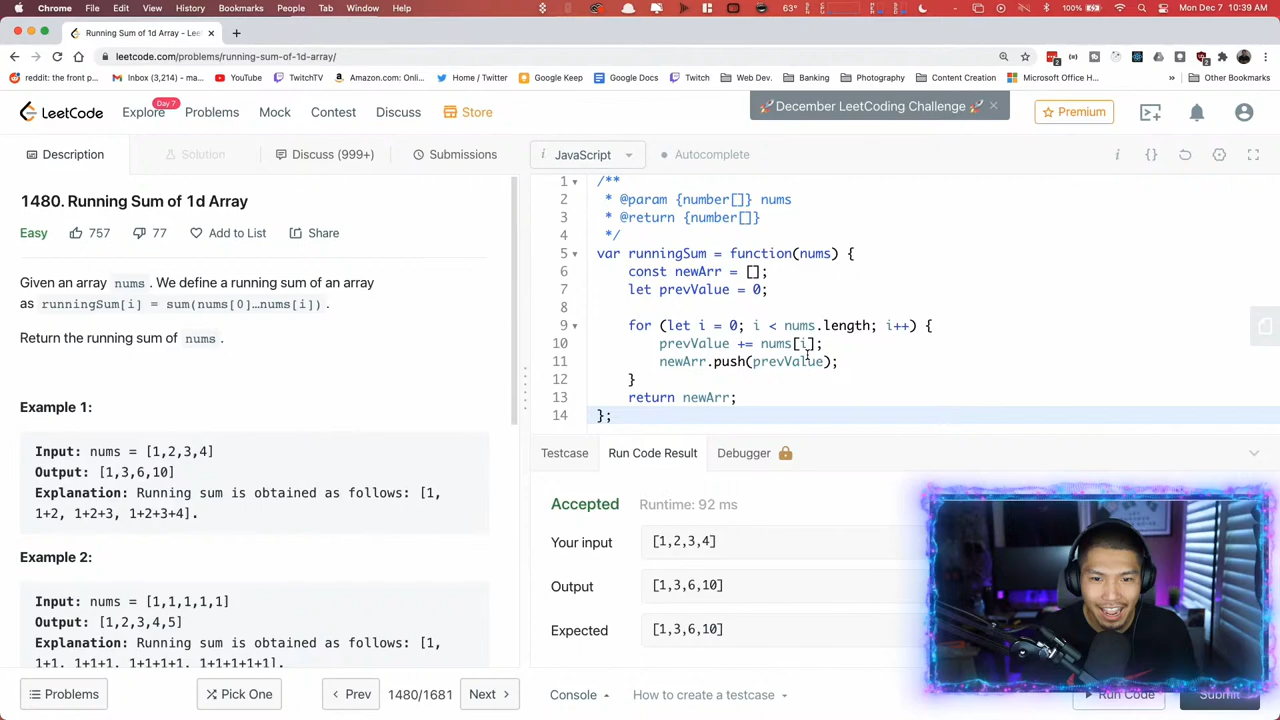 Chrome File Edit View History Bookmarks People Tab Window Help
100% Mon Dec 7 10:39 AM
Running Sum of 1d Array - Lee
leetcode.com/problems/running-sum-of-1d-array/
reddit: the front p... Inbox (3,214) - ma... YouTube TwitchTV Amazon.com: Onli... Home / Twitter Google Keep Google Docs Twitch Web Dev. Banking Photography Content Creation Microsoft Office H... » Other Bookmarks
LeetCode Explore Day 7 Problems Mock Contest Discuss Store
🚀December LeetCoding Challenge🚀 ×
Premium
Description Solution Discuss (999+) Submissions
i JavaScript Autocomplete
1480. Running Sum of 1d Array
Easy 757 77 Add to List Share
Given an array nums. We define a running sum of an array
as runningSum[i] = sum(nums[0]…nums[i]).
Return the running sum of nums.
Example 1:
Input: nums = [1,2,3,4]
Output: [1,3,6,10]
Explanation: Running sum is obtained as follows: [1,
1+2, 1+2+3, 1+2+3+4].
Example 2:
Input: nums = [1,1,1,1,1]
Output: [1,2,3,4,5]
Explanation: Running sum is obtained as follows: [1,
1+1, 1+1+1, 1+1+1+1, 1+1+1+1+1].
1 /**
2 * @param {number[]} nums
3 * @return {number[]}
4 */
5 var runningSum = function(nums) {
6 const newArr = [];
7 let prevValue = 0;
8
9 for (let i = 0; i < nums.length; i++) {
10 prevValue += nums[i];
11 newArr.push(prevValue);
12 }
13 return newArr;
14 };
Testcase Run Code Result Debugger
Accepted Runtime: 92 ms
Your input [1,2,3,4]
Output [1,3,6,10]
Expected [1,3,6,10]
Problems Pick One Prev 1480/1681 Next
Console How to create a testcase Run Code Submit